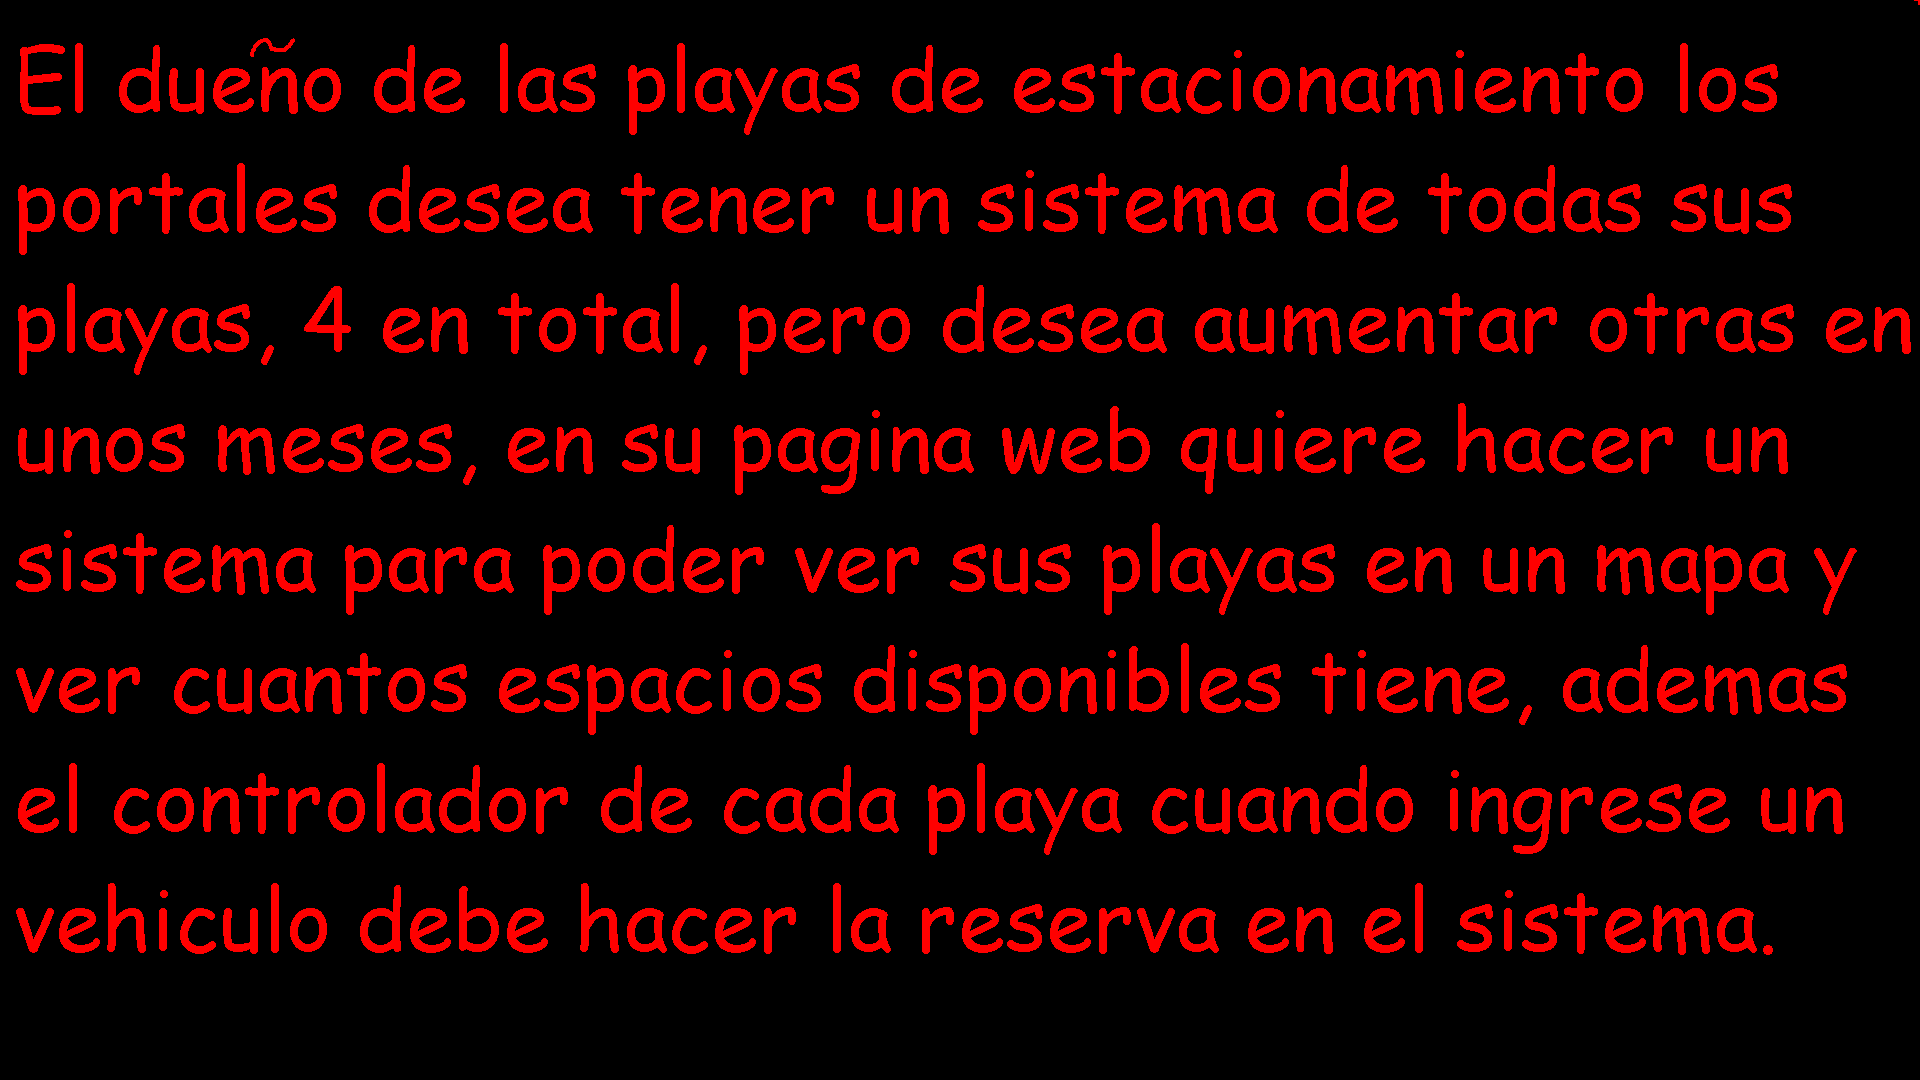 El dueño de las playas de estacionamiento los
portales desea tener un sistema de todas sus
playas, 4 en total, pero desea aumentar otras en
unos meses, en su pagina web quiere hacer un
sistema para poder ver sus playas en un mapa y
ver cuantos espacios disponibles tiene, ademas
el controlador de cada playa cuando ingrese un
vehiculo debe hacer la reserva en el sistema.